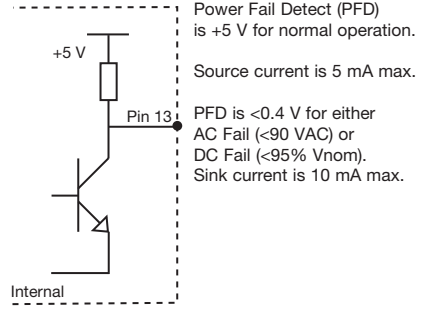 Power Fail Detect (PFD)
is +5 V for normal operation.
+5 V
Source current is 5 mA max.
Pin 13
PFD is <0.4 V for either
AC Fail (<90 VAC) or
DC Fail (<95% Vnom).
Sink current is 10 mA max.
Internal